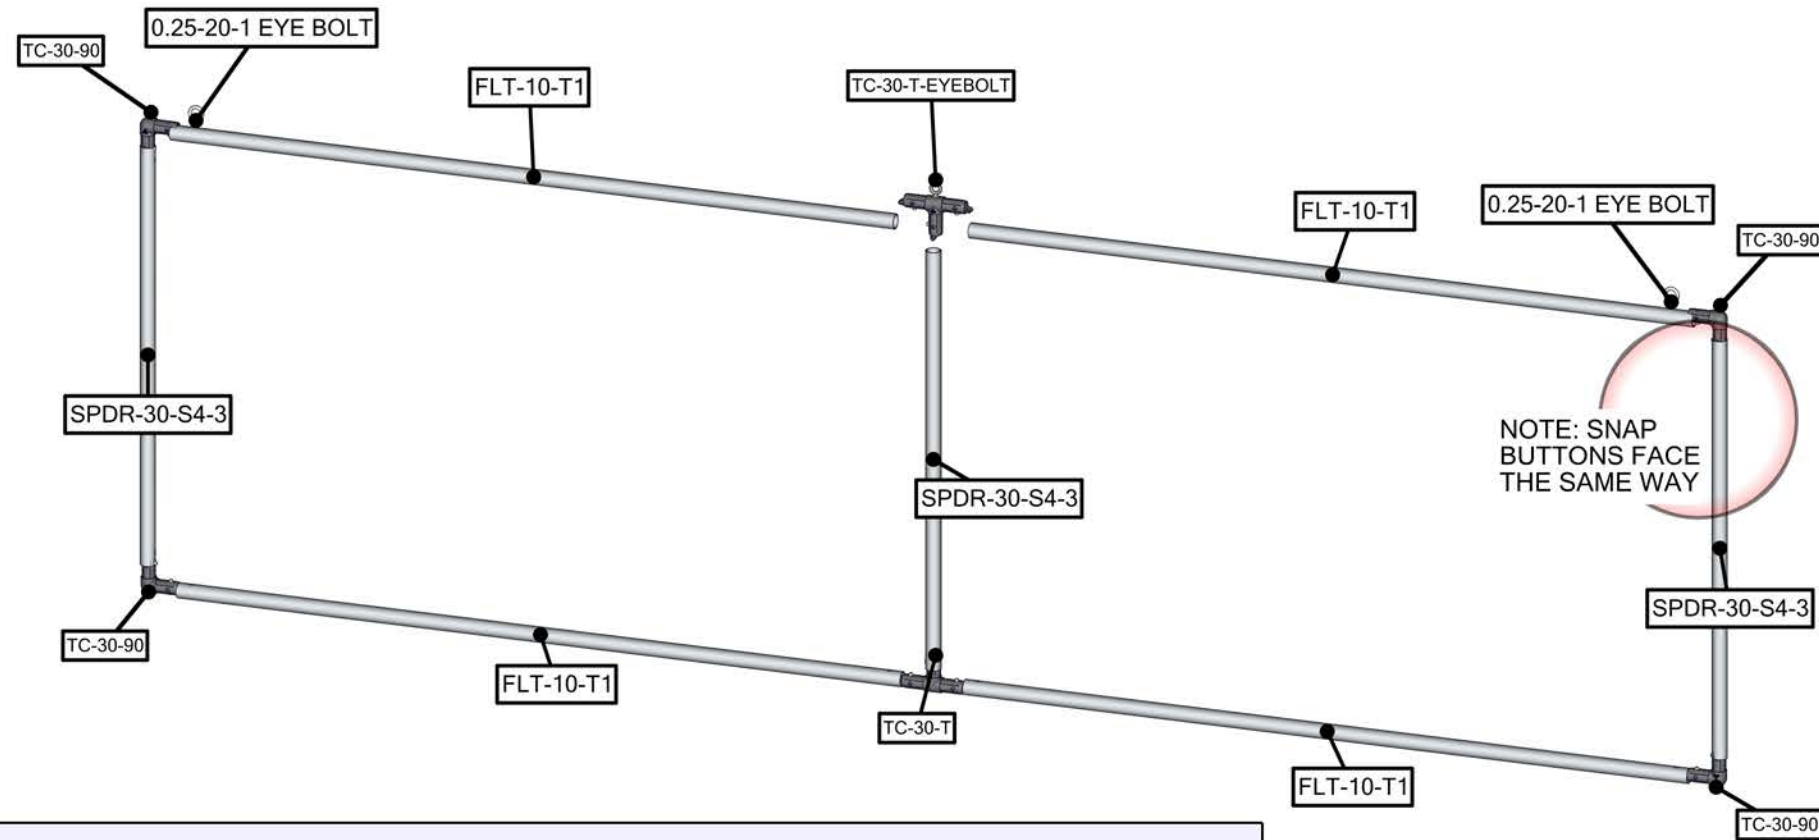 0.25-20-1 EYE BOLT
TC-30-90
FLT-10-T1
TC-30-T-EYEBOLT
FLT-10-T1
0.25-20-1 EYE BOLT
TC-30-90
SPDR-30-S4-3
NOTE: SNAP
BUTTONS FACE
THE SAME WAY
SPDR-30-S4-3
SPDR-30-S4-3
TC-30-90
FLT-10-T1
TC-30-T
FLT-10-T1
TC-30-90